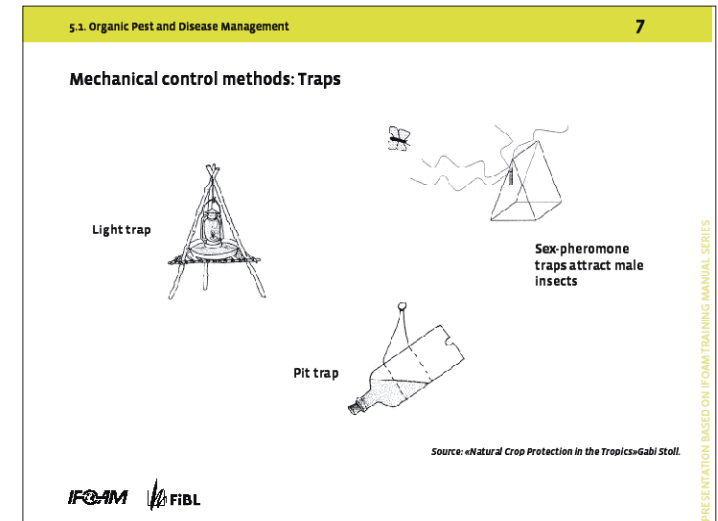 5.1. Organic Pest and Disease Management
7
Mechanical control methods: Traps
Light trap
Sex-pheromone
traps attract male
insects
Pit trap
Source: «Natural Crop Protection in the Tropics»Gabi Stoll.
IFOAM
FiBL
PRESENTATION BASED ON IFOAM TRAINING MANUAL SERIES